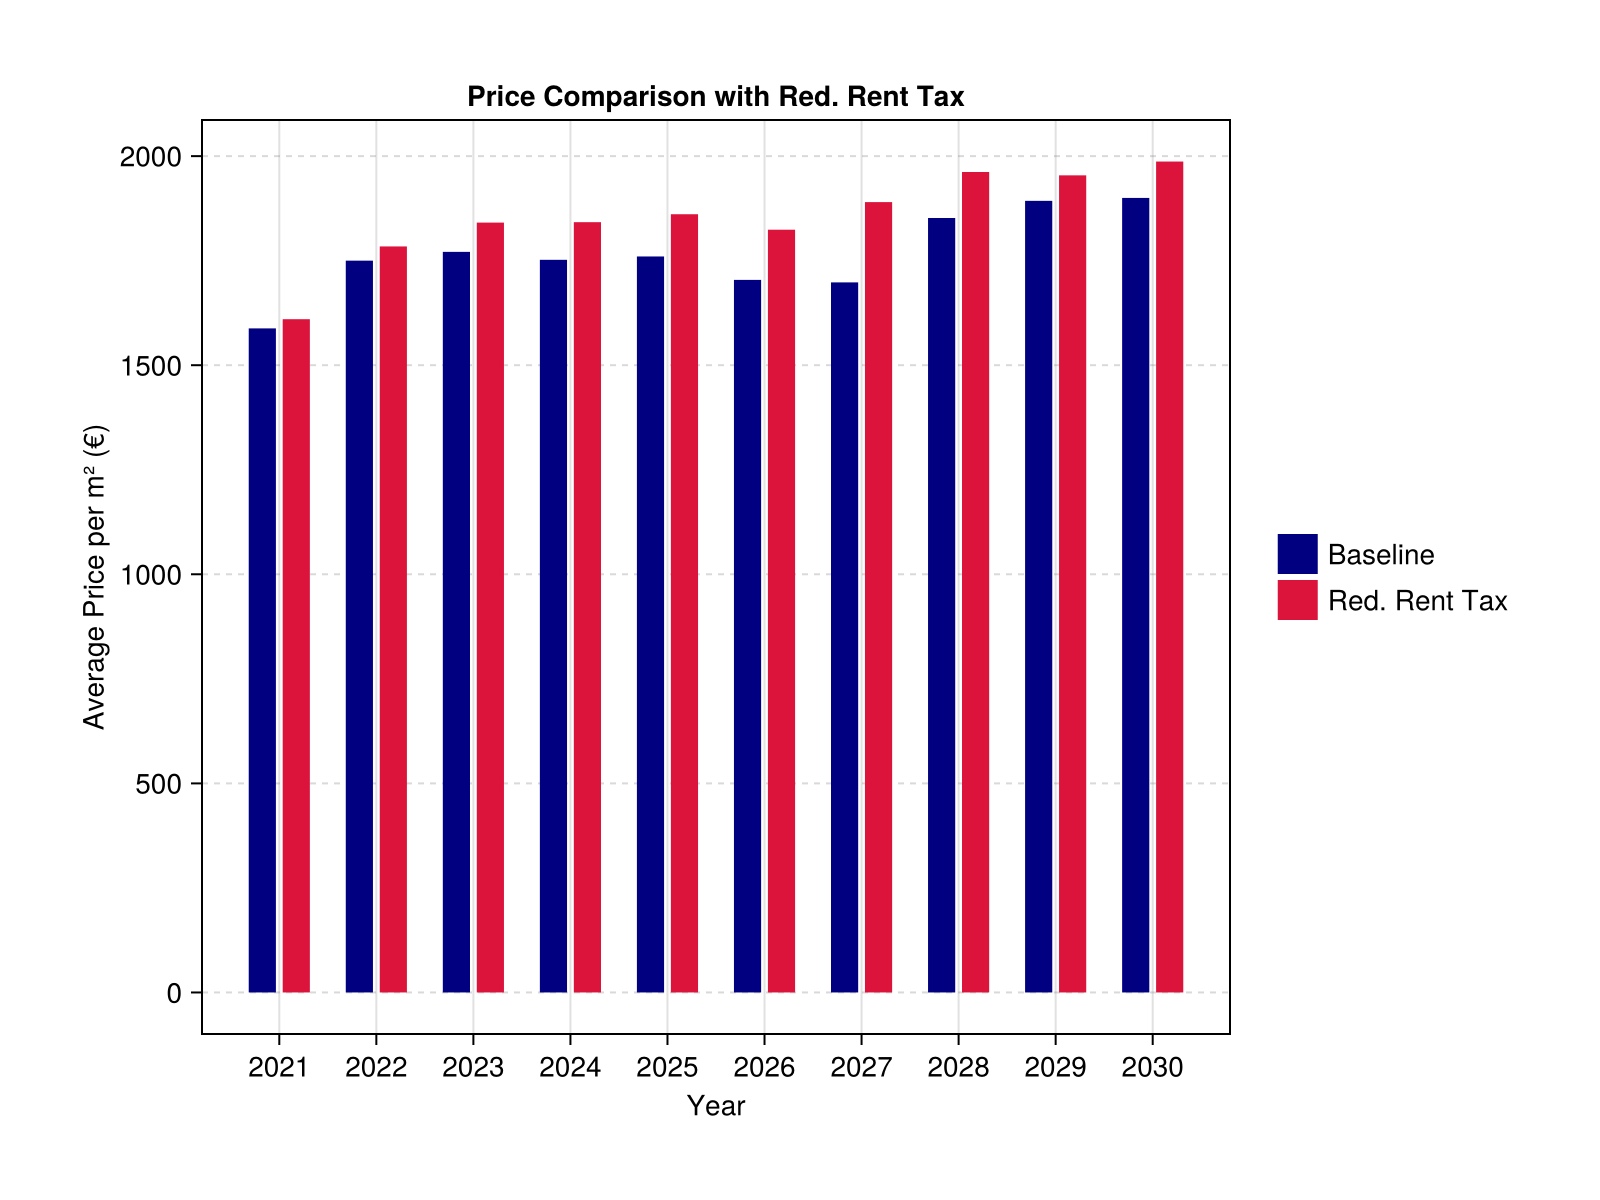 Price Comparison with Red. Rent Tax
Average Price per m² (€)
2000
1500
1000
500
0
2021 2022 2023 2024 2025 2026 2027 2028 2029 2030
Year
Baseline
Red. Rent Tax